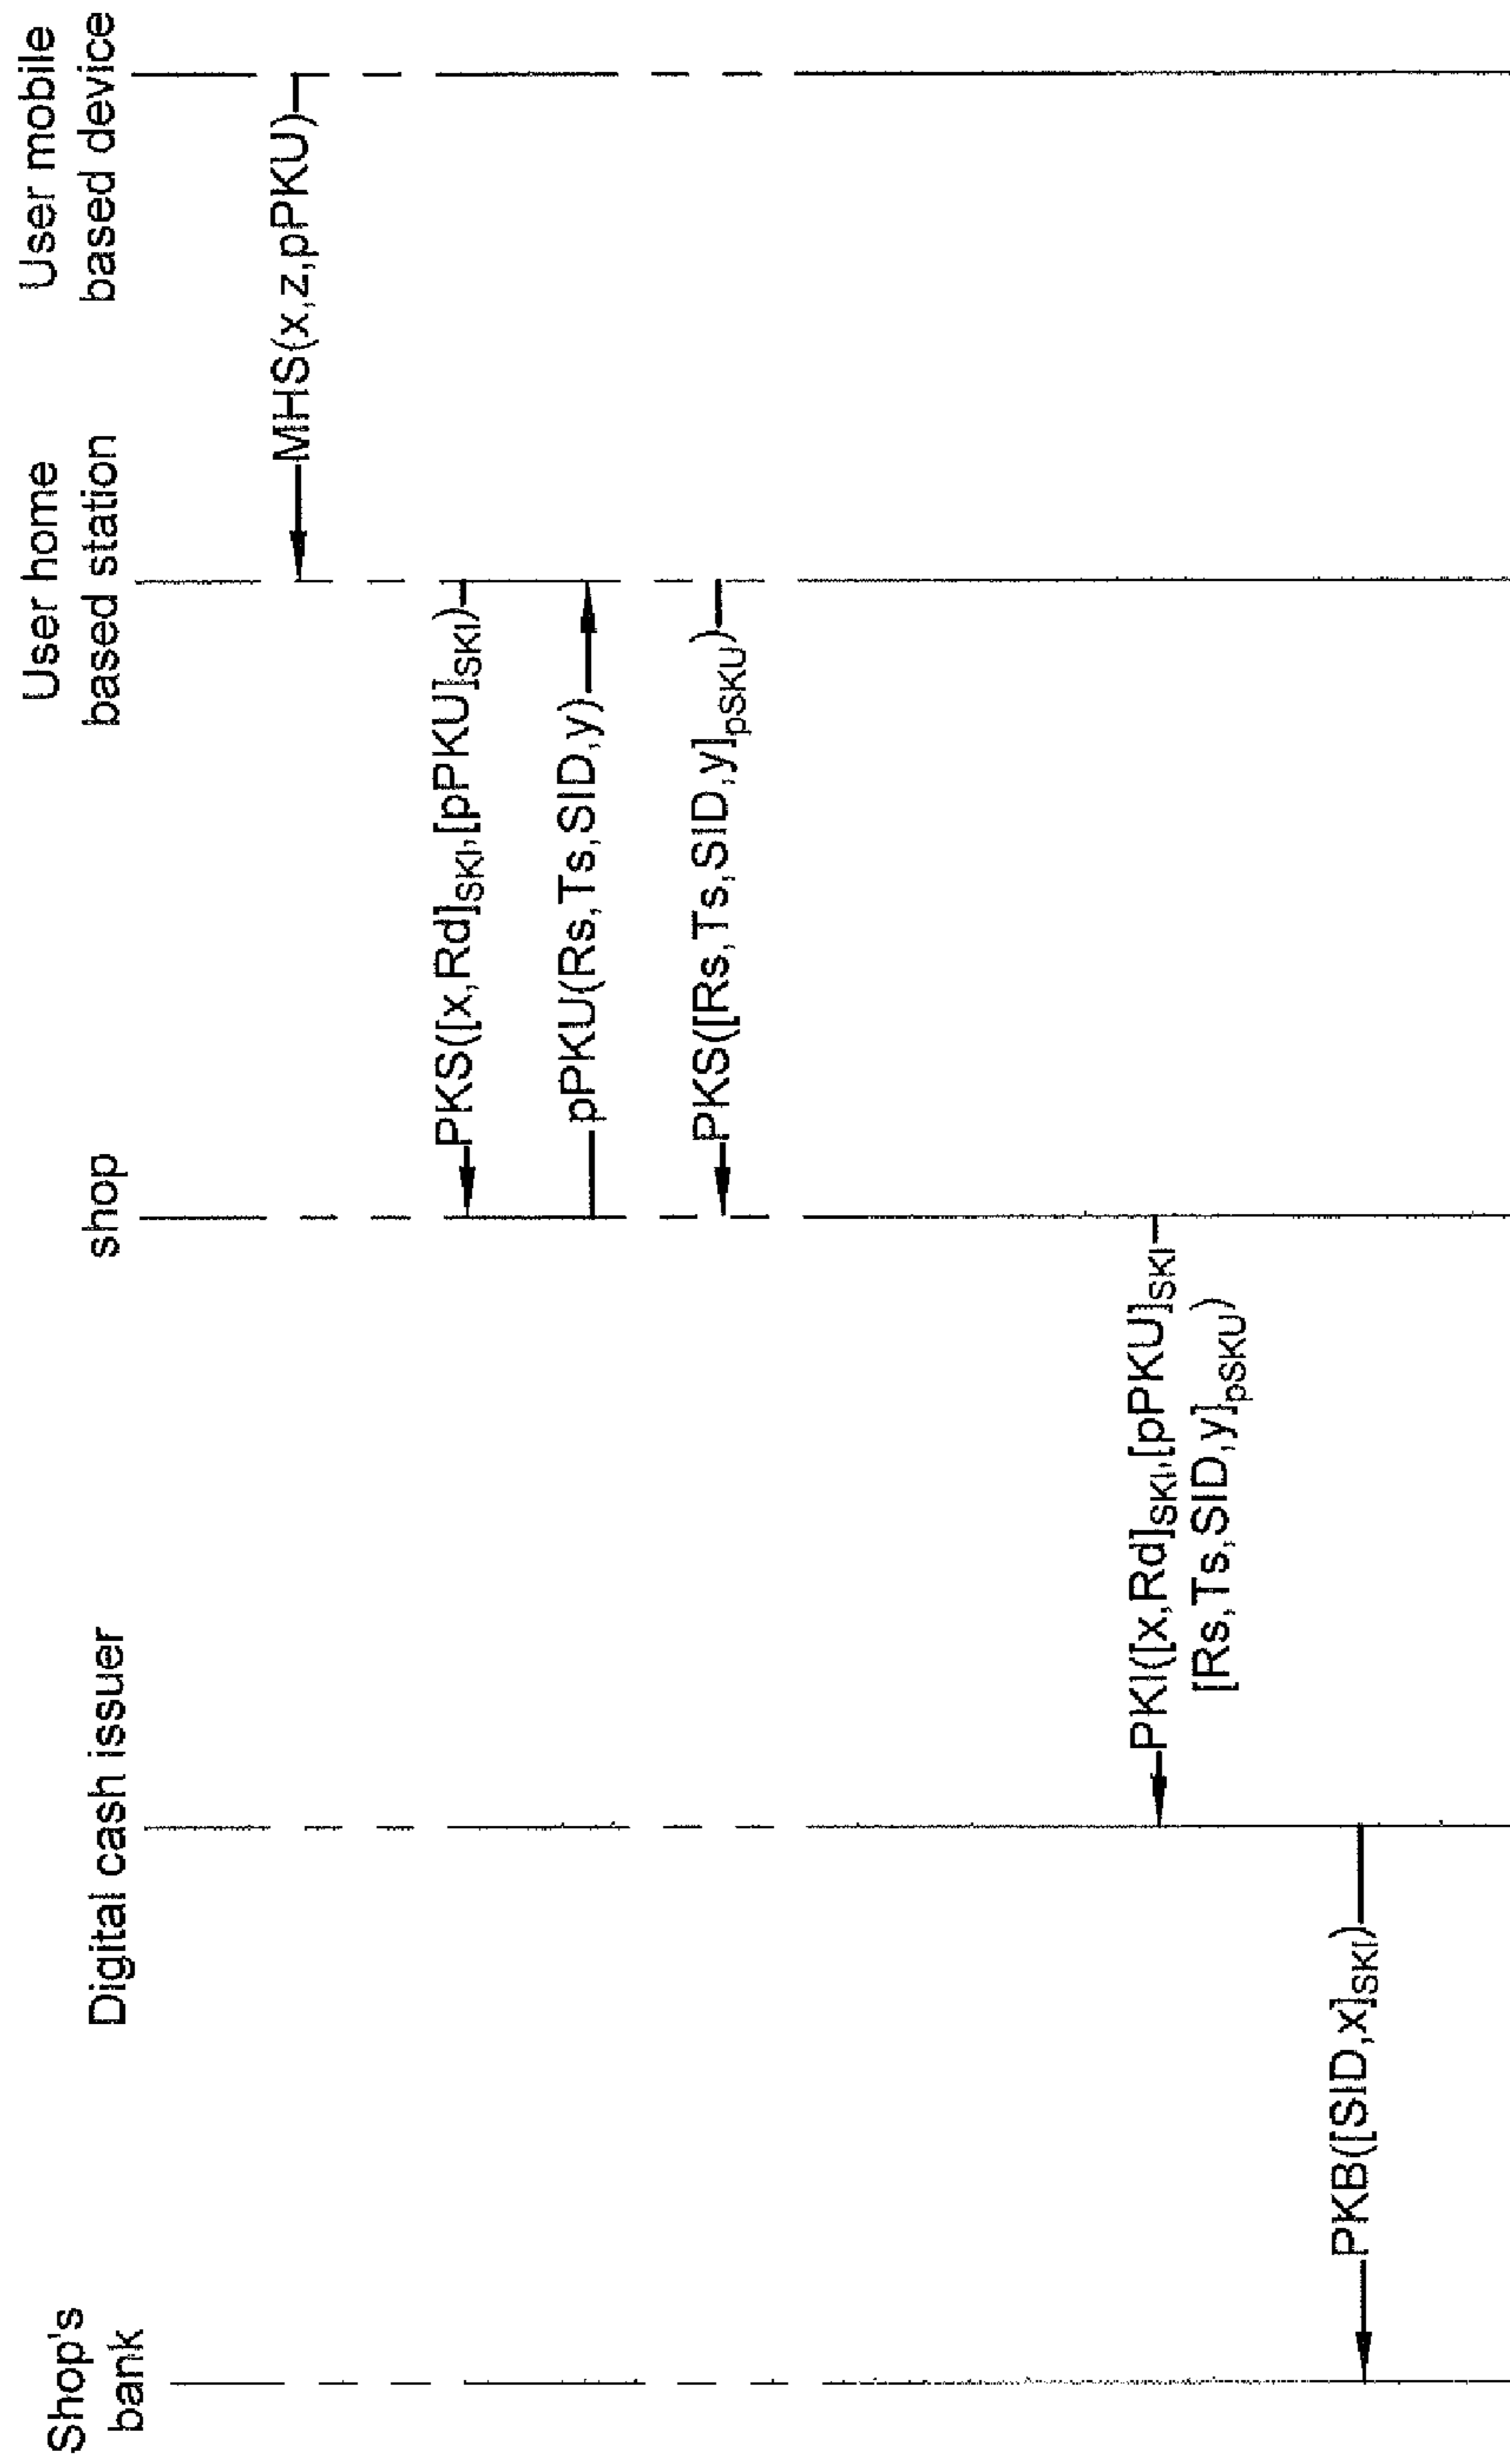 Shop's
bank
Digital cash issuer
shop
User home
based station
User mobile
based device
MHS(x,z,pPKU)
PKS([x,Rd]SKI,[pPKU]SKI)
pPKU(Rs,Ts,SID,y)
PKS([Rs,Ts,SID,y]pSKU)
PKI([x,Rd]SKI,[pPKU]SKI
[Rs,Ts,SID,y]pSKU)
PKB([SID,x]SKI)